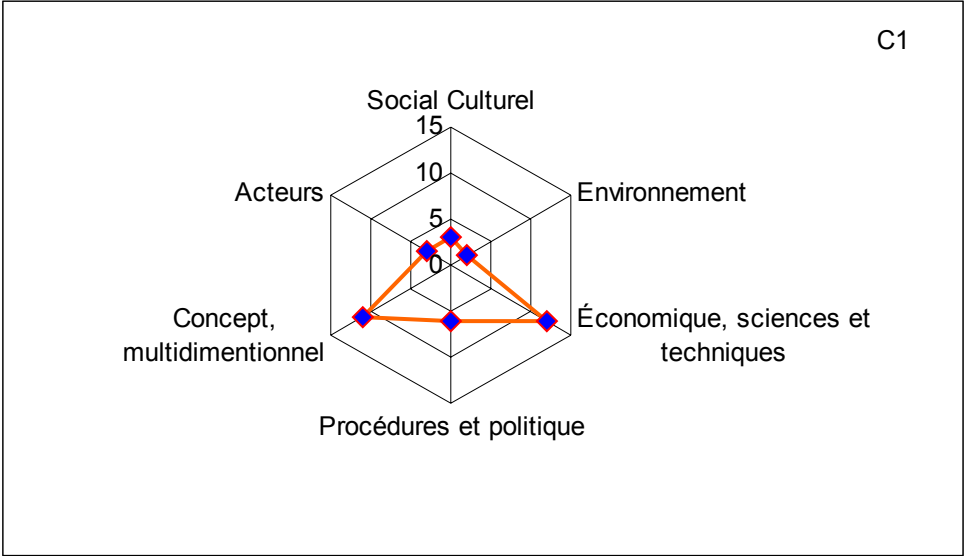 C1
Social Culturel
15
10
5
0
Acteurs
Environnement
Concept,
multidimentionnel
Économique, sciences et
techniques
Procédures et politique